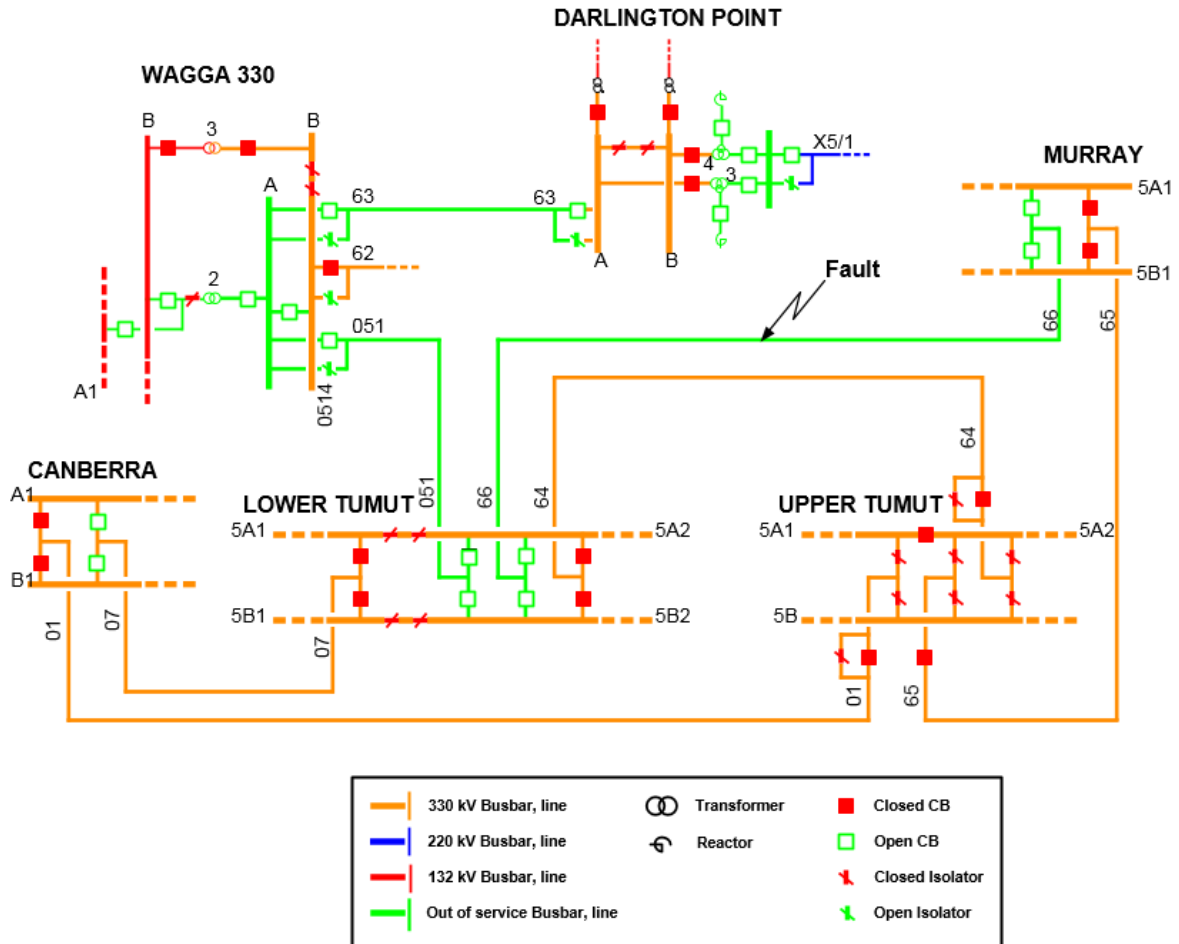 DARLINGTON POINT
WAGGA 330
B
3
B
A
63
63
62
2
051
0514
A1
4
3
X5/1
A
B
MURRAY
5A1
5B1
66
65
Fault
CANBERRA
A1
B1
01
07
LOWER TUMUT
051
66
64
5A1
5A2
5B1
5B2
07
UPPER TUMUT
64
5A1
5A2
5B
01
65
330 kV Busbar, line
220 kV Busbar, line
132 kV Busbar, line
Out of service Busbar, line
Transformer
Reactor
Closed CB
Open CB
Closed Isolator
Open Isolator